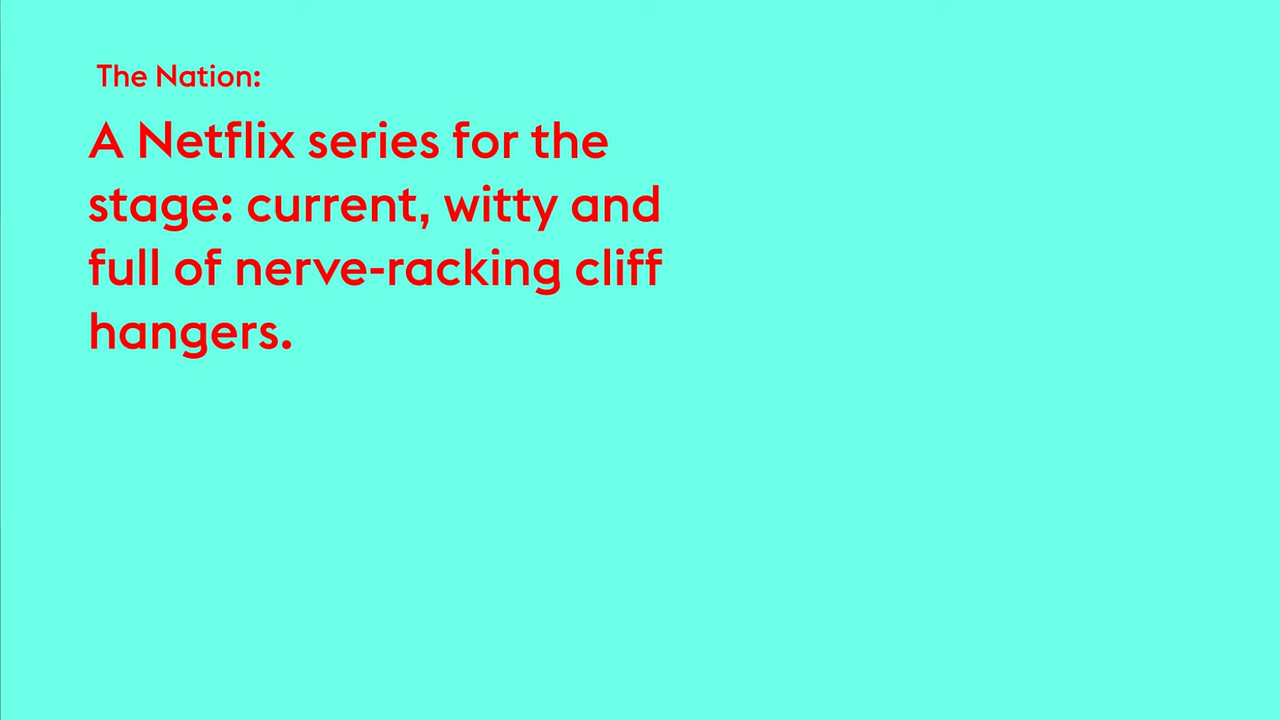 The Nation:
A Netflix series for the
stage: current, witty and
full of nerve-racking cliff
hangers.